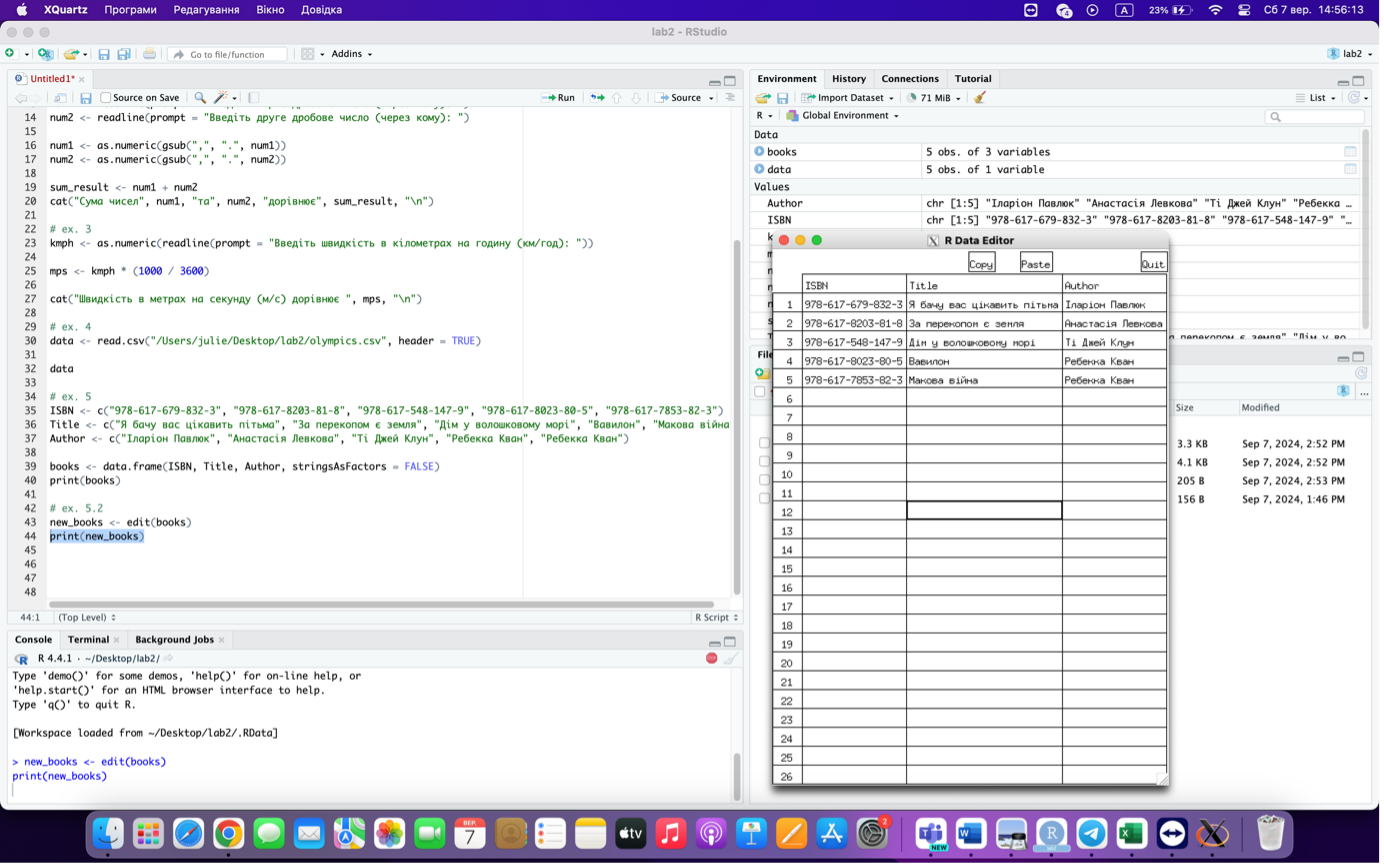 XQuartz Програми Редагування Вікно Довідка
A 23% Сб 7 вер. 14:56:13
lab2 - RStudio
Go to file/function Addins lab2
Untitled1*
Source on Save Run Source
14 num2 <- readline(prompt = "Введіть друге дробове число (через кому): ")
15
16 num1 <- as.numeric(gsub(",", ".", num1))
17 num2 <- as.numeric(gsub(",", ".", num2))
18
19 sum_result <- num1 + num2
20 cat("Сума чисел", num1, "та", num2, "дорівнює", sum_result, "\n")
21
22 # ex. 3
23 kmph <- as.numeric(readline(prompt = "Введіть швидкість в кілометрах на годину (км/год): "))
24
25 mps <- kmph * (1000 / 3600)
26
27 cat("Швидкість в метрах на секунду (м/с) дорівнює ", mps, "\n")
28
29 # ex. 4
30 data <- read.csv("/Users/julie/Desktop/lab2/olympics.csv", header = TRUE)
31
32 data
33
34 # ex. 5
35 ISBN <- c("978-617-679-832-3", "978-617-8203-81-8", "978-617-548-147-9", "978-617-8023-80-5", "978-617-7853-82-3")
36 Title <- c("Я бачу вас цікавить пітьма", "За перекопом є земля", "Дім у волошковому морі", "Вавилон", "Макова війна
37 Author <- c("Іларіон Павлюк", "Анастасія Левкова", "Ті Джей Клун", "Ребекка Кван", "Ребекка Кван")
38
39 books <- data.frame(ISBN, Title, Author, stringsAsFactors = FALSE)
40 print(books)
41
42 # ex. 5.2
43 new_books <- edit(books)
44 print(new_books)
45
46
47
48
44:1 (Top Level) R Script
Console Terminal Background Jobs
R 4.4.1 · ~/Desktop/lab2/
Type 'demo()' for some demos, 'help()' for on-line help, or
'help.start()' for an HTML browser interface to help.
Type 'q()' to quit R.
[Workspace loaded from ~/Desktop/lab2/.RData]
> new_books <- edit(books)
print(new_books)
Environment History Connections Tutorial
Import Dataset 71 MiB List
R Global Environment
Data
books 5 obs. of 3 variables
data 5 obs. of 1 variable
Values
Author chr [1:5] "Іларіон Павлюк" "Анастасія Левкова" "Ті Джей Клун" "Ребекка …
ISBN chr [1:5] "978-617-679-832-3" "978-617-8203-81-8" "978-617-548-147-9" "…
R Data Editor
Copy Paste Quit
ISBN Title Author
1 978-617-679-832-3 Я бачу вас цікавить пітьма Іларіон Павлюк
2 978-617-8203-81-8 За перекопом є земля Анастасія Левкова
3 978-617-548-147-9 Дім у волошковому морі Ті Джей Клун
4 978-617-8023-80-5 Вавилон Ребекка Кван
5 978-617-7853-82-3 Макова війна Ребекка Кван
6
7
8
9
10
11
12
13
14
15
16
17
18
19
20
21
22
23
24
25
26
Size Modified
3.3 KB Sep 7, 2024, 2:52 PM
4.1 KB Sep 7, 2024, 2:52 PM
205 B Sep 7, 2024, 2:53 PM
156 B Sep 7, 2024, 1:46 PM
ВЕР.
7
tv
2
NEW